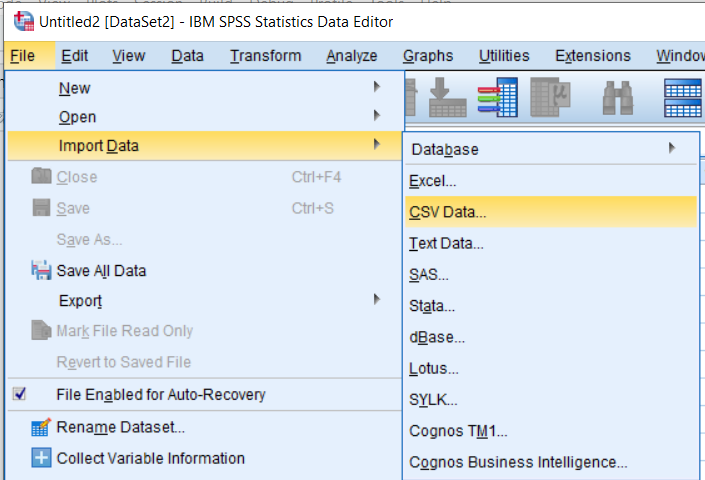 Untitled2 [DataSet2] - IBM SPSS Statistics Data Editor
File Edit View Data Transform Analyze Graphs Utilities Extensions Window
New
Open
Import Data
Close Ctrl+F4
Save Ctrl+S
Save As...
Save All Data
Export
Mark File Read Only
Revert to Saved File
File Enabled for Auto-Recovery
Rename Dataset...
Collect Variable Information
Database
Excel...
CSV Data...
Text Data...
SAS...
Stata...
dBase...
Lotus...
SYLK...
Cognos TM1...
Cognos Business Intelligence...